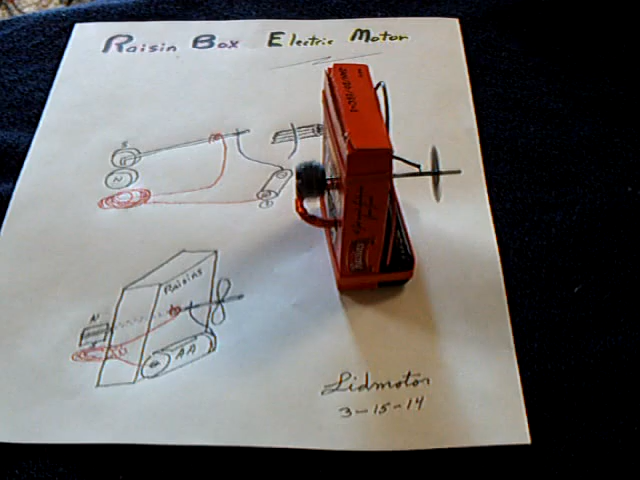 Raisin Box Electric Motor
S
N
Raisins
N
AA
Lidmotor
3-15-14